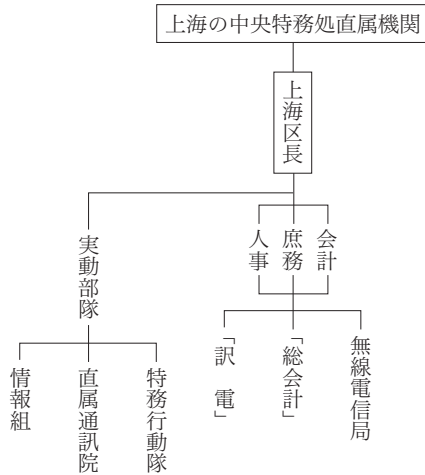 上海の中央特務処直属機関
上海区長
会計
庶務
人事
実動部隊
無線電信局
「総会計」
「訳　電」
特務行動隊
直属通訊院
情報組